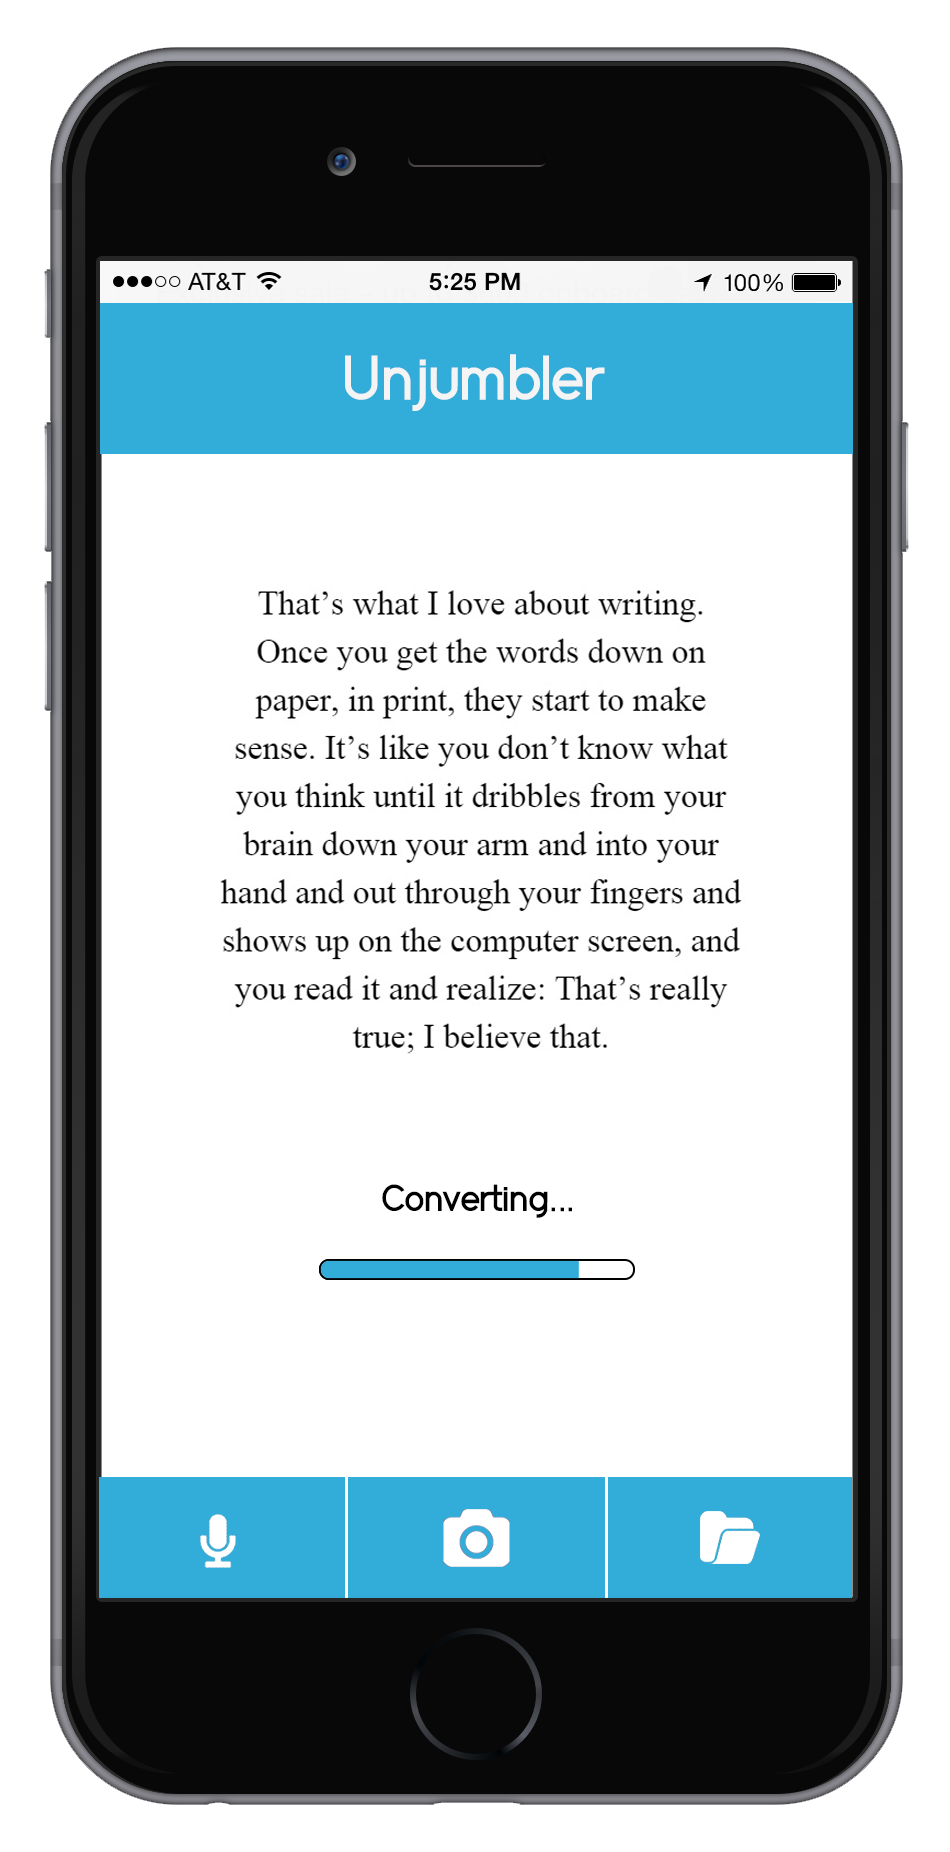 AT&T 5:25 PM 100%
Unjumbler
That’s what I love about writing.
Once you get the words down on
paper, in print, they start to make
sense. It’s like you don’t know what
you think until it dribbles from your
brain down your arm and into your
hand and out through your fingers and
shows up on the computer screen, and
you read it and realize: That’s really
true; I believe that.
Converting...